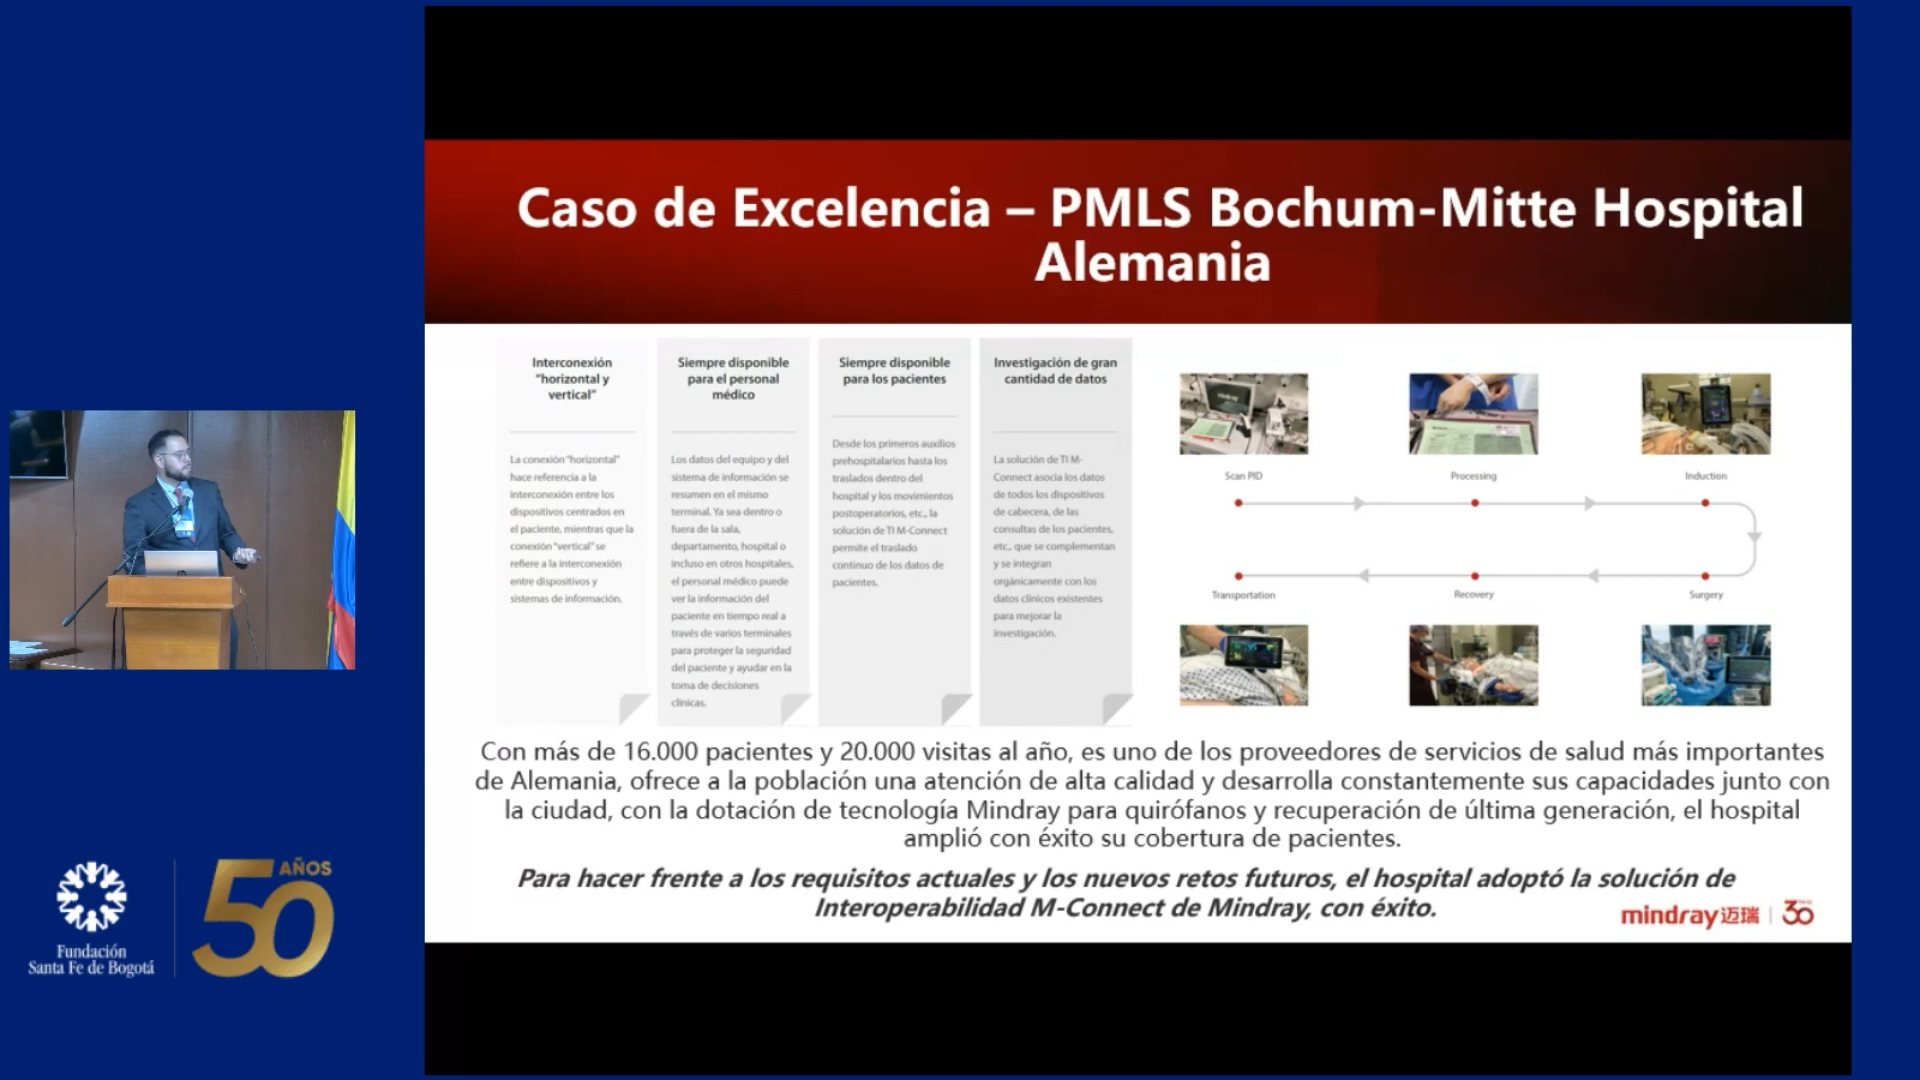 Caso de Excelencia – PMLS Bochum-Mitte Hospital
Alemania
Interconexión
"horizontal y
vertical"
La conexión "horizontal"
hace referencia a la
interconexión entre los
dispositivos centrados en
el paciente, mientras que la
conexión "vertical" se
refiere a la interconexión
entre dispositivos y
sistemas de información.
Siempre disponible
para el personal
médico
Los datos del equipo y del
sistema de información se
resumen en el mismo
terminal. Ya sea dentro o
fuera de la sala,
departamento, hospital o
incluso en otros hospitales,
el personal médico puede
ver la información del
paciente en tiempo real a
través de varios terminales
para proteger la seguridad
del paciente y ayudar en la
toma de decisiones
clínicas.
Siempre disponible
para los pacientes
Desde los primeros auxilios
prehospitalarios hasta los
traslados dentro del
hospital y los movimientos
postoperatorios, etc., la
solución de TI M-Connect
permite el traslado
continuo de los datos de
pacientes.
Investigación de gran
cantidad de datos
La solución de TI M-
Connect asocia los datos
de todos los dispositivos
de cabecera, de las
consultas de los pacientes,
etc., que se complementan
y se integran
orgánicamente con los
datos clínicos existentes
para mejorar la
investigación.
mindray
Scan PID
Processing
Induction
Transportation
Recovery
Surgery
Con más de 16.000 pacientes y 20.000 visitas al año, es uno de los proveedores de servicios de salud más importantes
de Alemania, ofrece a la población una atención de alta calidad y desarrolla constantemente sus capacidades junto con
la ciudad, con la dotación de tecnología Mindray para quirófanos y recuperación de última generación, el hospital
amplió con éxito su cobertura de pacientes.
Para hacer frente a los requisitos actuales y los nuevos retos futuros, el hospital adoptó la solución de
Interoperabilidad M-Connect de Mindray, con éxito.
mindray迈瑞 | 30
Fundación
Santa Fe de Bogotá
50 AÑOS